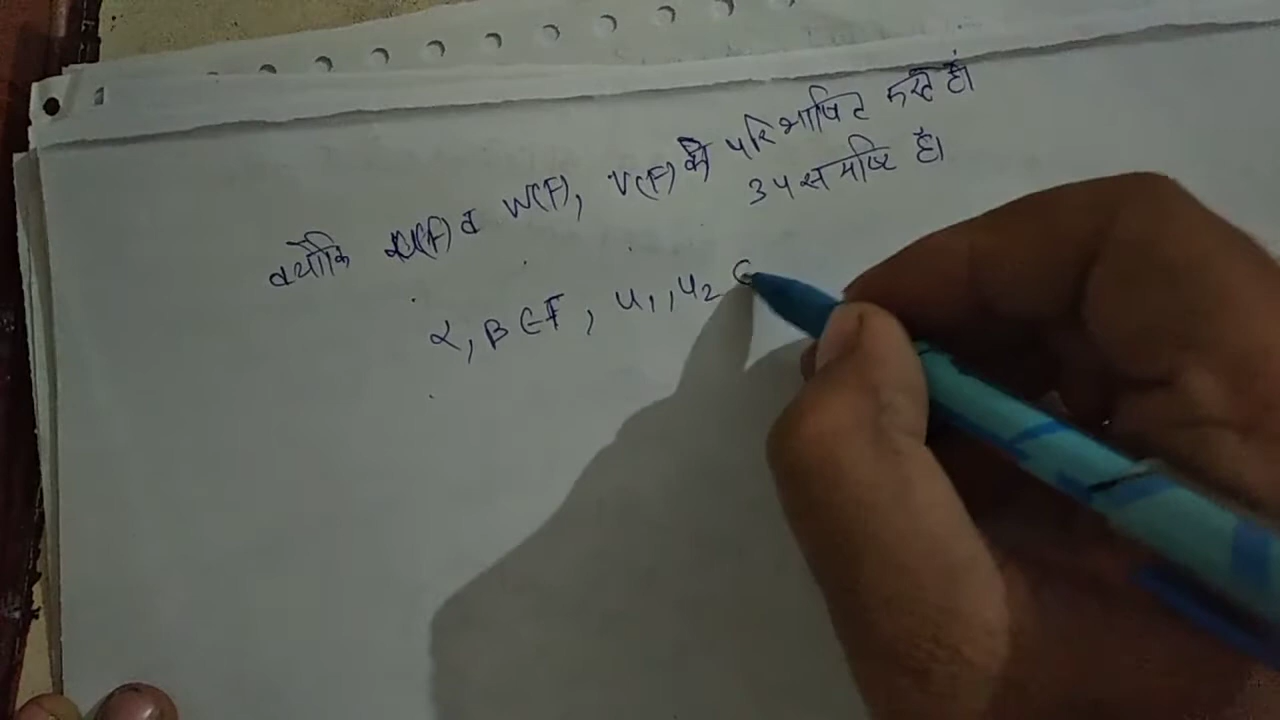 क्योंकि U(F) व W(F), V(F) की परिभाषित करते हैं।
उपसमष्टि है।
α, β ∈ F, u₁, u₂ ∈